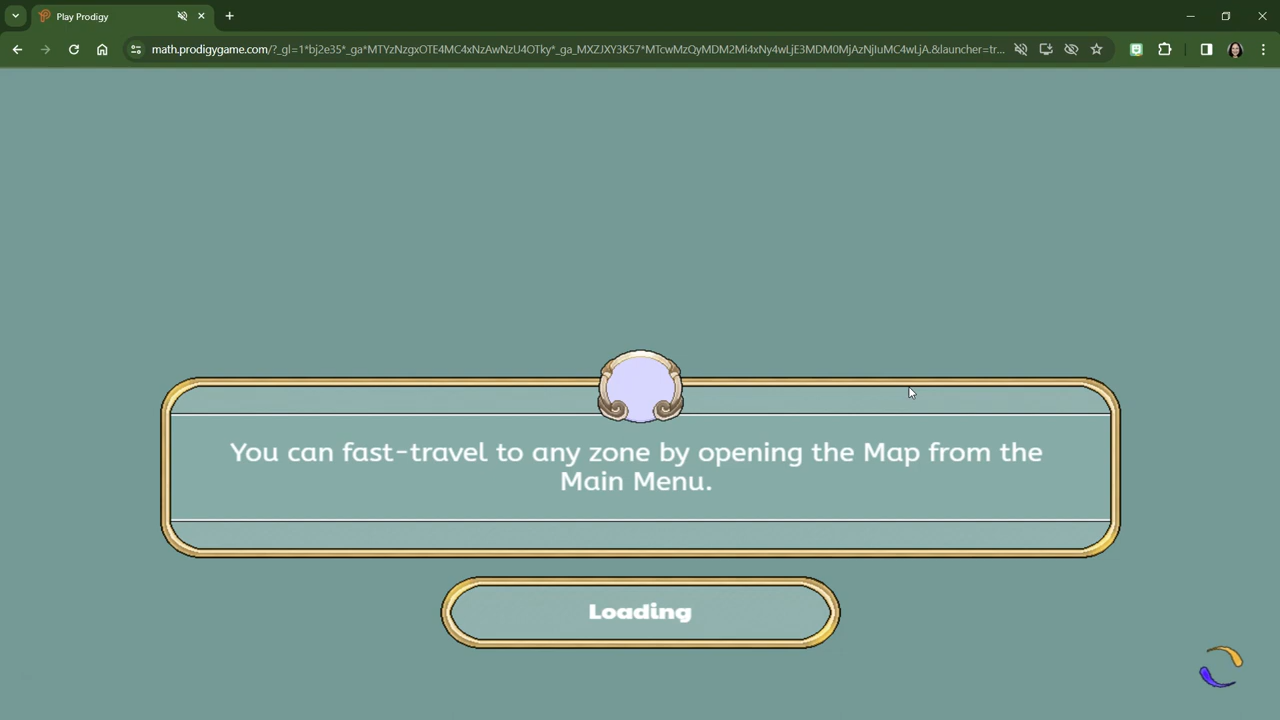 Play Prodigy
math.prodigygame.com/?_gl=1*bj2e35*_ga*MTYzNzgxOTE4MC4xNzAwNzU4OTky*_ga_MXZJXY3K57*MTcwMzQyMDM2Mi4xNy4wLjE3MDM0MjAzNjIuMC4wLjA.&launcher=tr...
You can fast-travel to any zone by opening the Map from the
Main Menu.
Loading